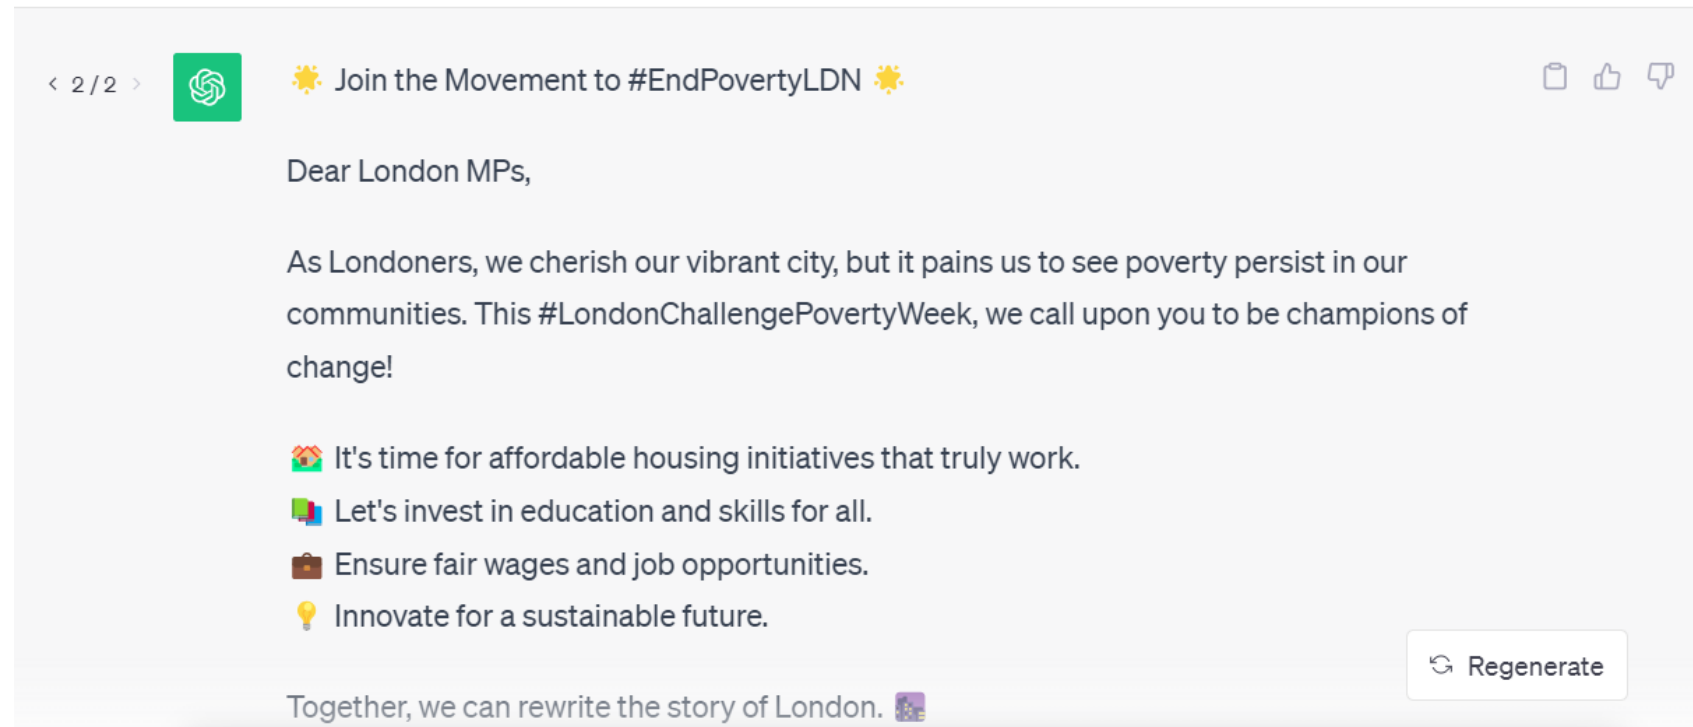 < 2 / 2 >
🌟 Join the Movement to #EndPovertyLDN 🌟
Dear London MPs,
As Londoners, we cherish our vibrant city, but it pains us to see poverty persist in our
communities. This #LondonChallengePovertyWeek, we call upon you to be champions of
change!
🏘️ It's time for affordable housing initiatives that truly work.
📚 Let's invest in education and skills for all.
💼 Ensure fair wages and job opportunities.
💡 Innovate for a sustainable future.
Regenerate
Together, we can rewrite the story of London. 🌆